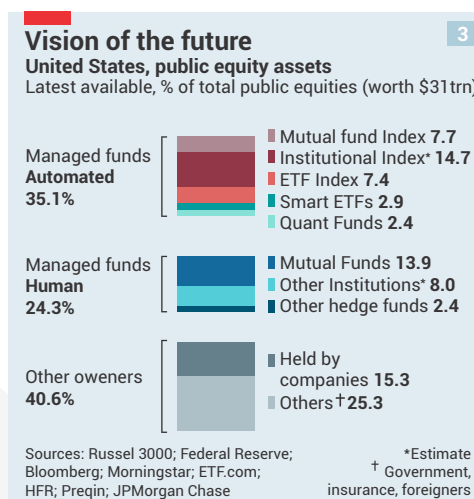 3
Vision of the future
United States, public equity assets
Latest available, % of total public equities (worth $31trn)
Managed funds
Automated
35.1%
Mutual fund Index 7.7
Institutional Index* 14.7
ETF Index 7.4
Smart ETFs 2.9
Quant Funds 2.4
Managed funds
Human
24.3%
Mutual Funds 13.9
Other Institutions* 8.0
Other hedge funds 2.4
Other oweners
40.6%
Held by
companies 15.3
Others†25.3
Sources: Russel 3000; Federal Reserve;
Bloomberg; Morningstar; ETF.com;
HFR; Preqin; JPMorgan Chase
*Estimate
† Government,
insurance, foreigners